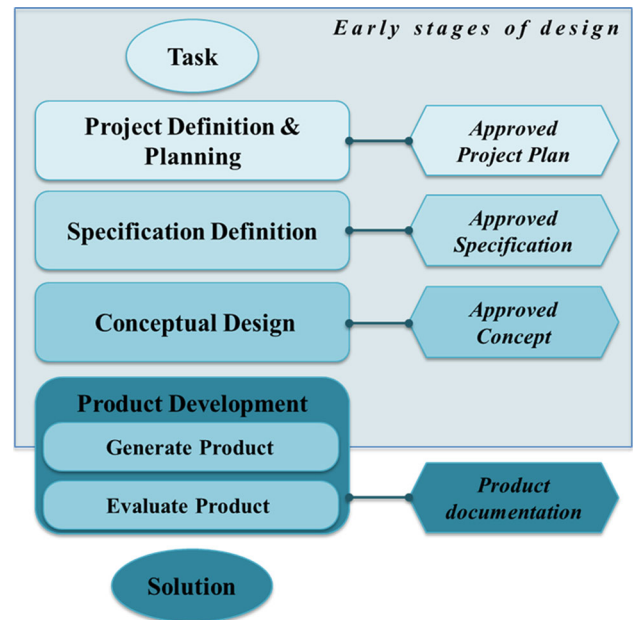 Early stages of design
Task
Project Definition &
Planning
Approved
Project Plan
Specification Definition
Approved
Specification
Conceptual Design
Approved
Concept
Product Development
Generate Product
Evaluate Product
Product
documentation
Solution